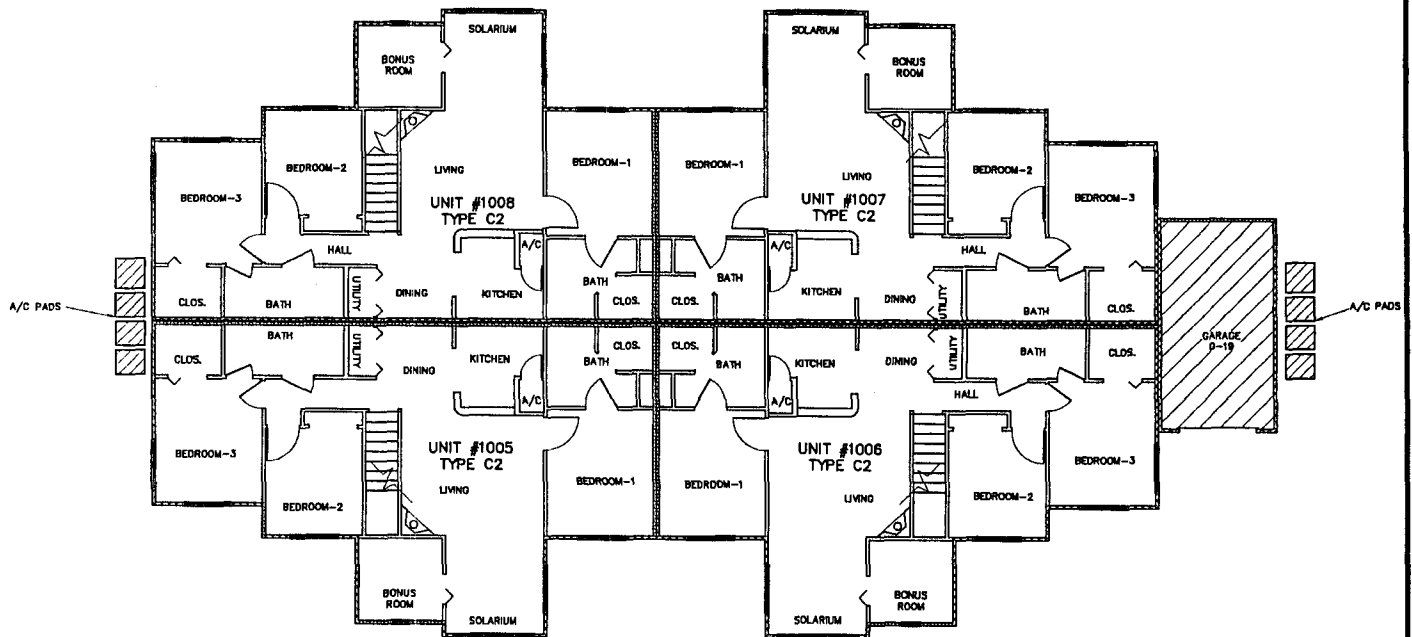 SOLARIUM
SOLARIUM
BONUS
ROOM
BONUS
ROOM
BEDROOM-2
BEDROOM-1
BEDROOM-1
BEDROOM-2
LIVING
LIVING
BEDROOM-3
BEDROOM-3
UNIT #1008
TYPE C2
UNIT #1007
TYPE C2
HALL
A/C
A/C
HALL
CLOS.
BATH
UTILITY
DINING
KITCHEN
BATH
CLOS.
CLOS.
BATH
KITCHEN
DINING
UTILITY
BATH
CLOS.
A/C PADS
A/C PADS
GARAGE
G-19
CLOS.
BATH
UTILITY
DINING
KITCHEN
BATH
CLOS.
CLOS.
BATH
KITCHEN
DINING
UTILITY
BATH
CLOS.
A/C
A/C
HALL
UNIT #1005
TYPE C2
UNIT #1006
TYPE C2
BEDROOM-3
BEDROOM-3
LIVING
LIVING
BEDROOM-1
BEDROOM-1
BEDROOM-2
BEDROOM-2
BONUS
ROOM
BONUS
ROOM
SOLARIUM
SOLARIUM